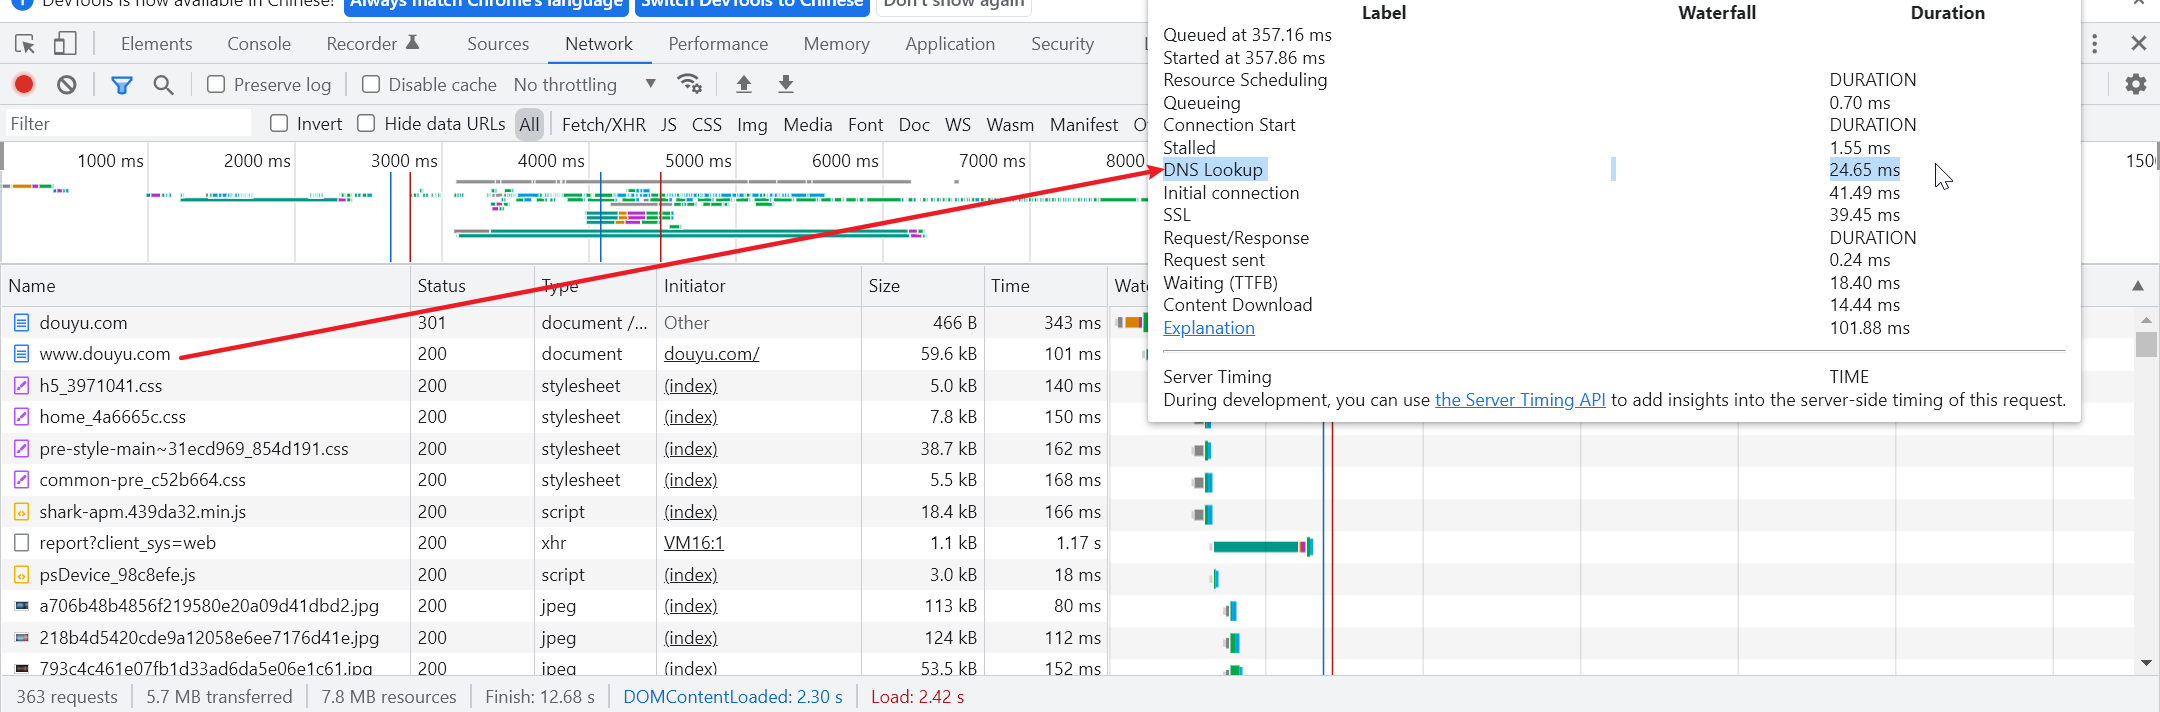 DevTools is now available in Chinese! Always match Chrome's language Switch DevTools to Chinese Don't show again
Elements Console Recorder Sources Network Performance Memory Application Security
Preserve log Disable cache No throttling
Filter Invert Hide data URLs All Fetch/XHR JS CSS Img Media Font Doc WS Wasm Manifest
1000 ms 2000 ms 3000 ms 4000 ms 5000 ms 6000 ms 7000 ms 8000 150
Name Status Type Initiator Size Time
douyu.com 301 document /... Other 466 B 343 ms
www.douyu.com 200 document douyu.com/ 59.6 kB 101 ms
h5_3971041.css 200 stylesheet (index) 5.0 kB 140 ms
home_4a6665c.css 200 stylesheet (index) 7.8 kB 150 ms
pre-style-main~31ecd969_854d191.css 200 stylesheet (index) 38.7 kB 162 ms
common-pre_c52b664.css 200 stylesheet (index) 5.5 kB 168 ms
shark-apm.439da32.min.js 200 script (index) 18.4 kB 166 ms
report?client_sys=web 200 xhr VM16:1 1.1 kB 1.17 s
psDevice_98c8efe.js 200 script (index) 3.0 kB 18 ms
a706b48b4856f219580e20a09d41dbd2.jpg 200 jpeg (index) 113 kB 80 ms
218b4d5420cde9a12058e6ee7176d41e.jpg 200 jpeg (index) 124 kB 112 ms
793c4c461e07fb1d33ad6da5e06e1c61.jpg 200 jpeg (index) 53.5 kB 152 ms
363 requests 5.7 MB transferred 7.8 MB resources Finish: 12.68 s DOMContentLoaded: 2.30 s Load: 2.42 s
Label Waterfall Duration
Queued at 357.16 ms
Started at 357.86 ms
Resource Scheduling DURATION
Queueing 0.70 ms
Connection Start DURATION
Stalled 1.55 ms
DNS Lookup 24.65 ms
Initial connection 41.49 ms
SSL 39.45 ms
Request/Response DURATION
Request sent 0.24 ms
Waiting (TTFB) 18.40 ms
Content Download 14.44 ms
Explanation 101.88 ms
Server Timing TIME
During development, you can use the Server Timing API to add insights into the server-side timing of this request.